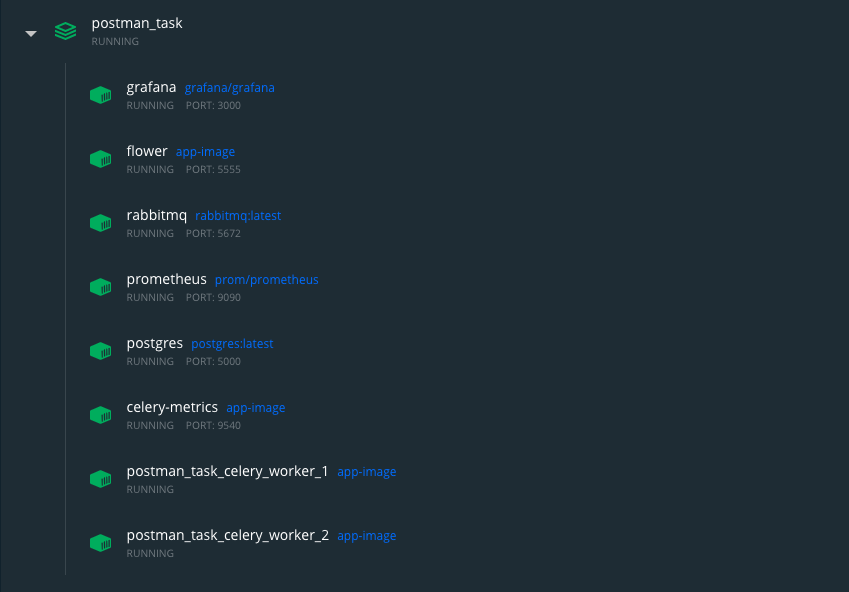 postman_task
RUNNING
grafana grafana/grafana
RUNNING PORT: 3000
flower app-image
RUNNING PORT: 5555
rabbitmq rabbitmq:latest
RUNNING PORT: 5672
prometheus prom/prometheus
RUNNING PORT: 9090
postgres postgres:latest
RUNNING PORT: 5000
celery-metrics app-image
RUNNING PORT: 9540
postman_task_celery_worker_1 app-image
RUNNING
postman_task_celery_worker_2 app-image
RUNNING